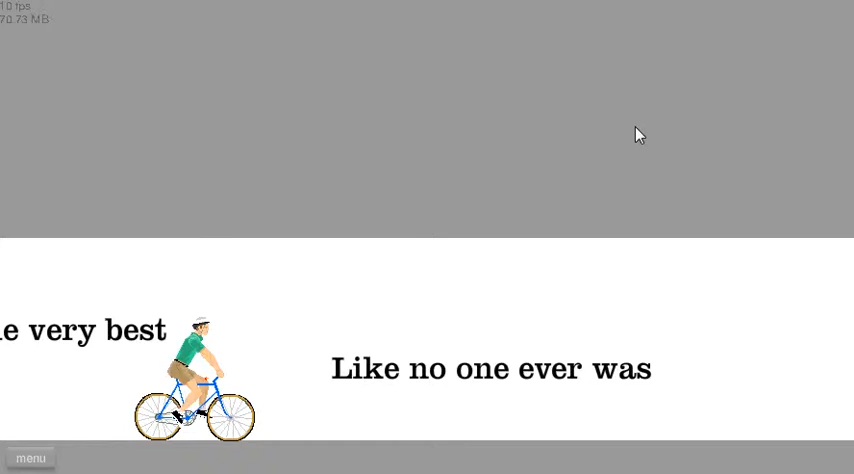 10 fps
70.73 MB
e very best
Like no one ever was
menu